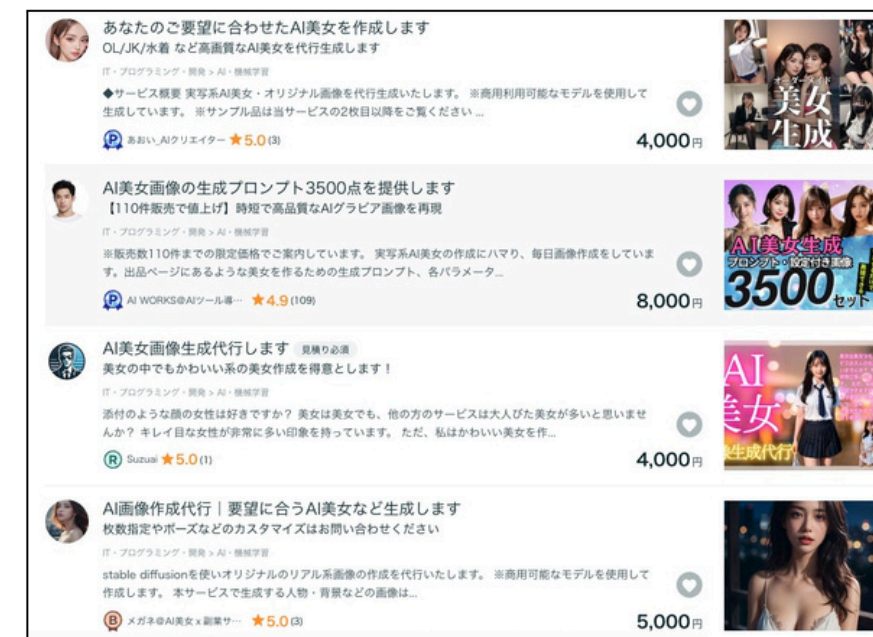 あなたのご要望に合わせたAI美女を作成します
OL/JK/水着 など高画質なAI美女を代行生成します
IT・プログラミング・開発 > AI・機械学習
◆サービス概要 実写系AI美女・オリジナル画像を代行生成いたします。 ※商用利用可能なモデルを使用して
生成しています。 ※サンプル品は当サービスの2枚目以降をご覧ください ...
P あおい_AIクリエイター ★5.0 (3)
4,000円
オーダーメイド
美女
生成
AI美女画像の生成プロンプト3500点を提供します
【110件販売で値上げ】時短で高品質なAIグラビア画像を再現
IT・プログラミング・開発 > AI・機械学習
※販売数110件までの限定価格でご案内しています。 実写系AI美女の作成にハマり、毎日画像作成をしていま
す。出品ページにあるような美女を作るための生成プロンプト、各パラメータ...
P AI WORKS@AIツール導… ★4.9 (109)
8,000円
AI美女生成
プロンプト・設定付き画像
3500セット
AI美女画像生成代行します 見積り必須
美女の中でもかわいい系の美女作成を得意とします！
IT・プログラミング・開発 > AI・機械学習
添付のような顔の女性は好きですか？ 美女は美女でも、他の方のサービスは大人びた美女が多いと思いませ
んか？ キレイ目な女性が非常に多い印象を持っています。 ただ、私はかわいい美女を作...
R Suzuai ★5.0 (1)
4,000円
AI
美女
生成代行
AI画像作成代行｜要望に合うAI美女など生成します
枚数指定やポーズなどのカスタマイズはお問い合わせください
IT・プログラミング・開発 > AI・機械学習
stable diffusionを使いオリジナルのリアル系画像の作成を代行いたします。 ※商用可能なモデルを使用して
作成します。 本サービスで生成する人物・背景などの画像は...
B メガネ@AI美女 x 副業サ… ★5.0 (3)
5,000円